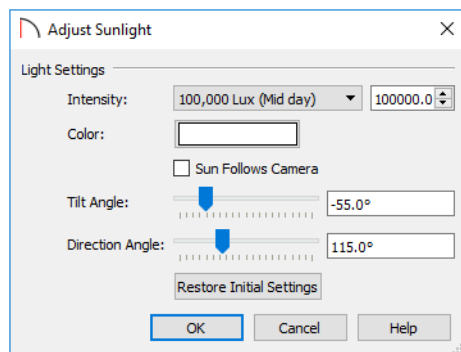 Adjust Sunlight
Light Settings
Intensity: 100,000 Lux (Mid day) 100000.0
Color:
Sun Follows Camera
Tilt Angle: -55.0°
Direction Angle: 115.0°
Restore Initial Settings
OK Cancel Help